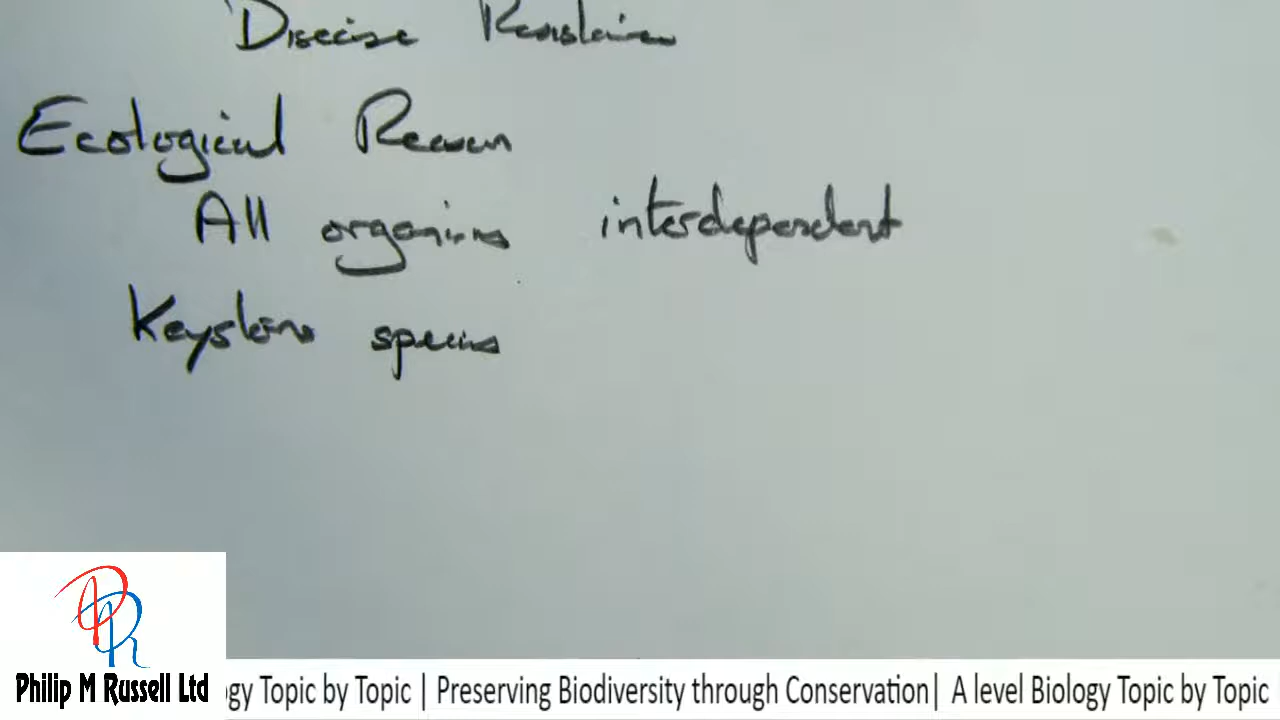 Disease Resistance
Ecological Reason
All organisms interdependent
Keystone species
Philip M Russell Ltd
gy Topic by Topic | Preserving Biodiversity through Conservation| A level Biology Topic by Topic